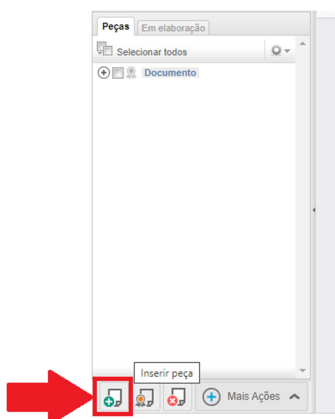 Peças Em elaboração
Selecionar todos
Documento
Inserir peça
Mais Ações